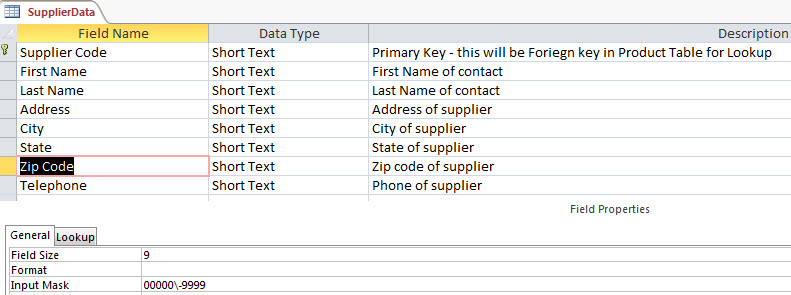 SupplierData
Field Name Data Type Description
Supplier Code Short Text Primary Key - this will be Foriegn key in Product Table for Lookup
First Name Short Text First Name of contact
Last Name Short Text Last Name of contact
Address Short Text Address of supplier
City Short Text City of supplier
State Short Text State of supplier
Zip Code Short Text Zip code of supplier
Telephone Short Text Phone of supplier
Field Properties
General Lookup
Field Size 9
Format
Input Mask 00000\-9999